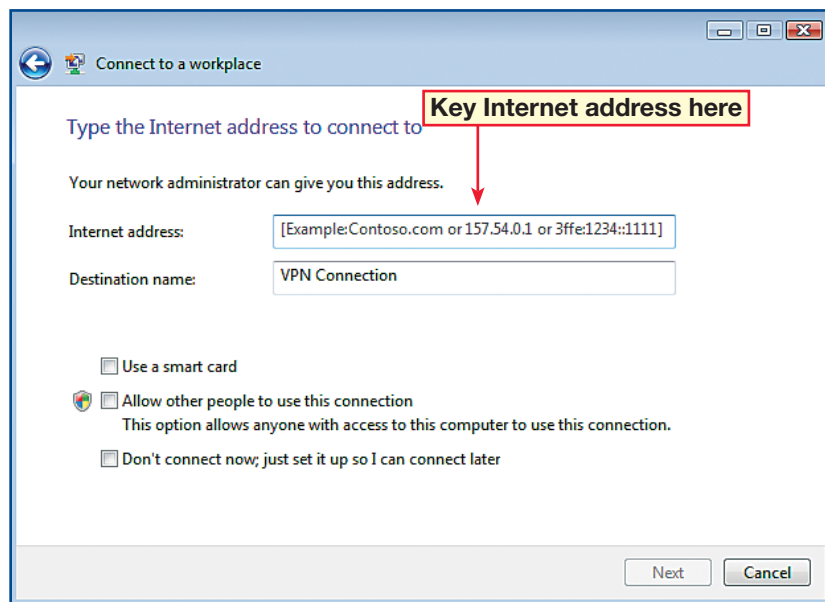 Connect to a workplace
Key Internet address here
Type the Internet address to connect to
Your network administrator can give you this address.
Internet address:
[Example:Contoso.com or 157.54.0.1 or 3ffe:1234::1111]
Destination name:
VPN Connection
Use a smart card
Allow other people to use this connection
This option allows anyone with access to this computer to use this connection.
Don't connect now; just set it up so I can connect later
Next
Cancel